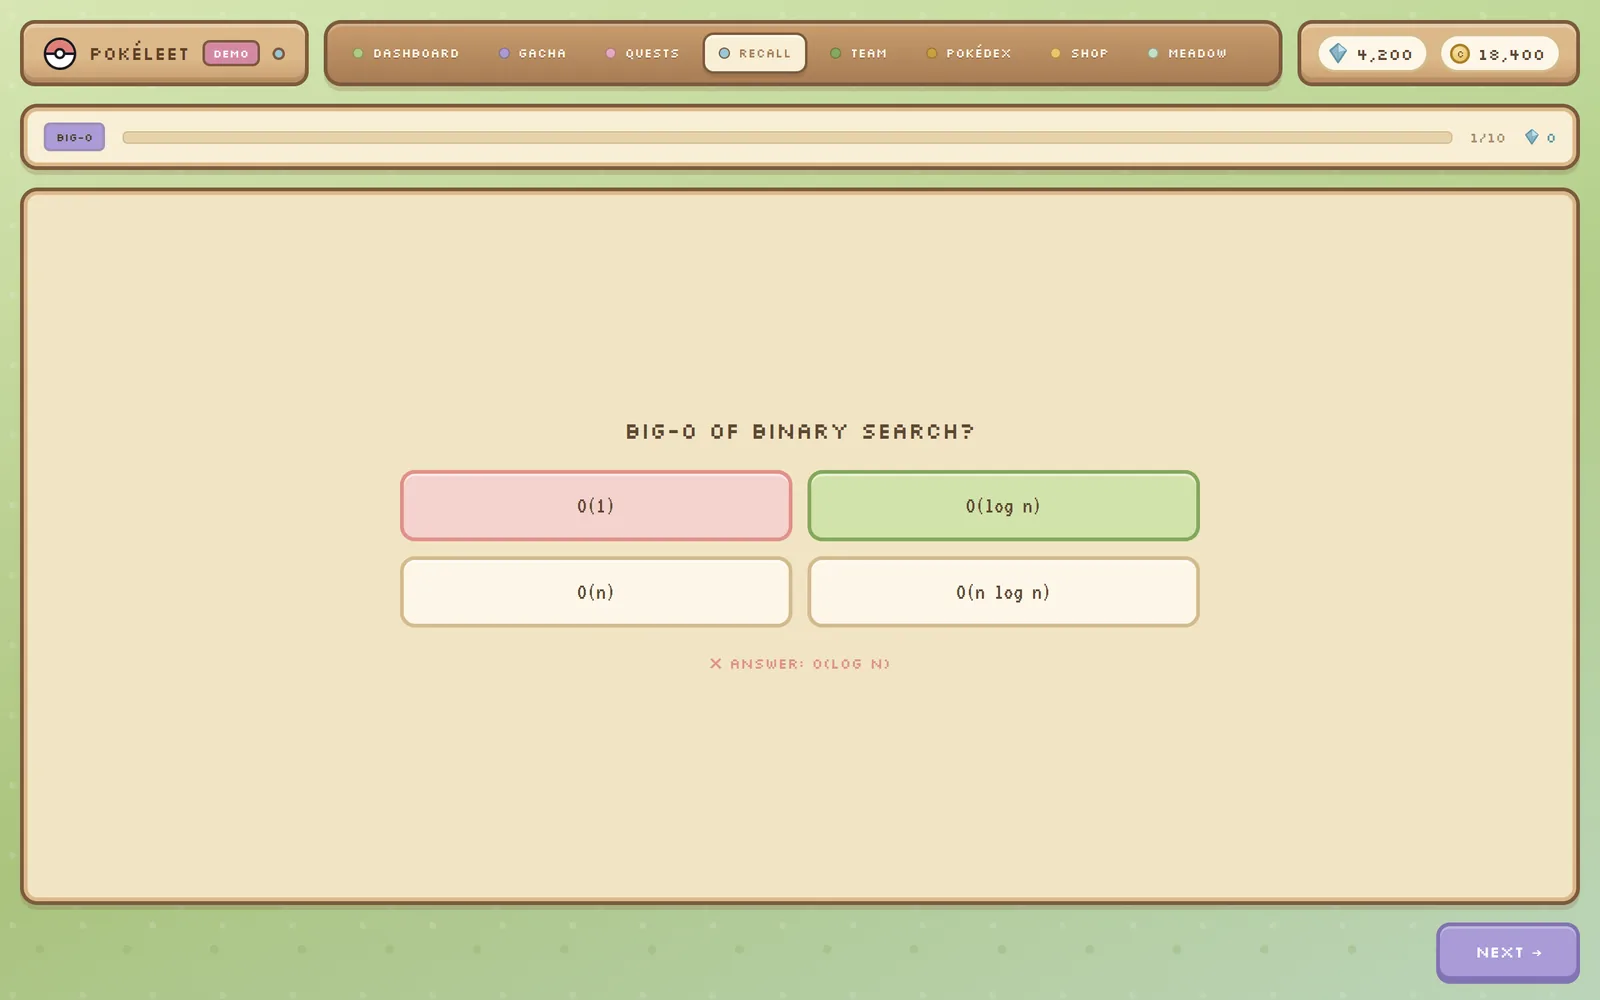 POKÉLEET DEMO
DASHBOARD GACHA QUESTS RECALL TEAM POKÉDEX SHOP MEADOW
4,200 C 18,400
BIG-O 1/10 0
BIG-O OF BINARY SEARCH?
O(1) O(log n)
O(n) O(n log n)
✕ ANSWER: O(LOG N)
NEXT →